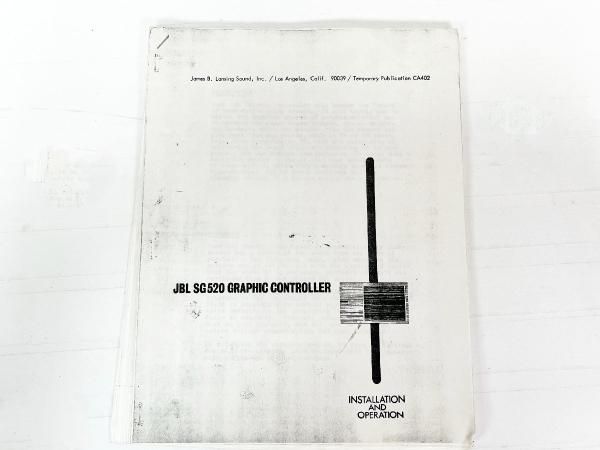 James B. Lansing Sound, Inc. / Los Angeles, Calif. 90039 / Temporary Publication CA402
JBL SG520 GRAPHIC CONTROLLER
INSTALLATION
AND
OPERATION